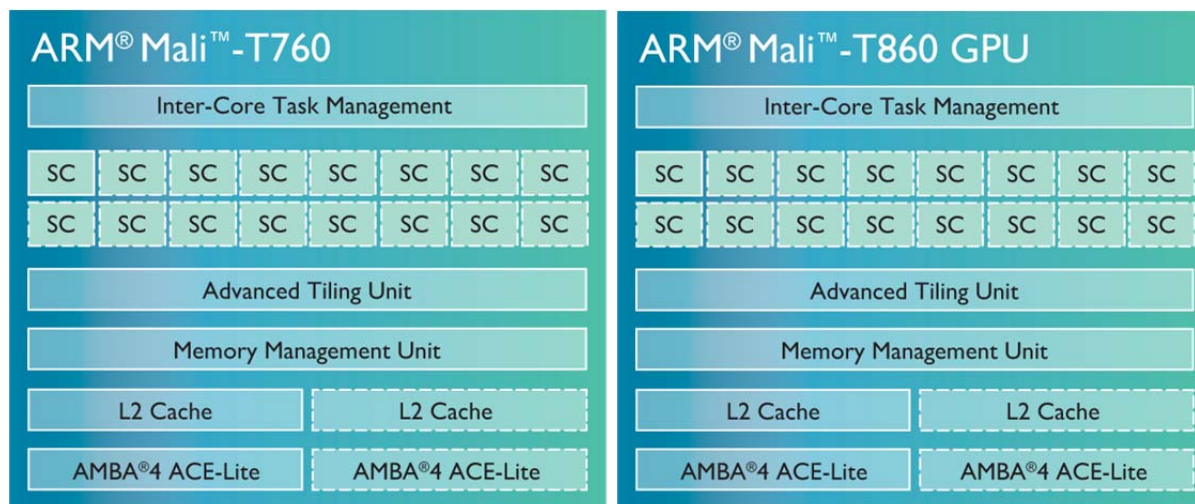 ARM® Mali™-T760
Inter-Core Task Management
SC SC SC SC SC SC SC SC
SC SC SC SC SC SC SC SC
Advanced Tiling Unit
Memory Management Unit
L2 Cache L2 Cache
AMBA®4 ACE-Lite AMBA®4 ACE-Lite
ARM® Mali™-T860 GPU
Inter-Core Task Management
SC SC SC SC SC SC SC SC
SC SC SC SC SC SC SC SC
Advanced Tiling Unit
Memory Management Unit
L2 Cache L2 Cache
AMBA®4 ACE-Lite AMBA®4 ACE-Lite